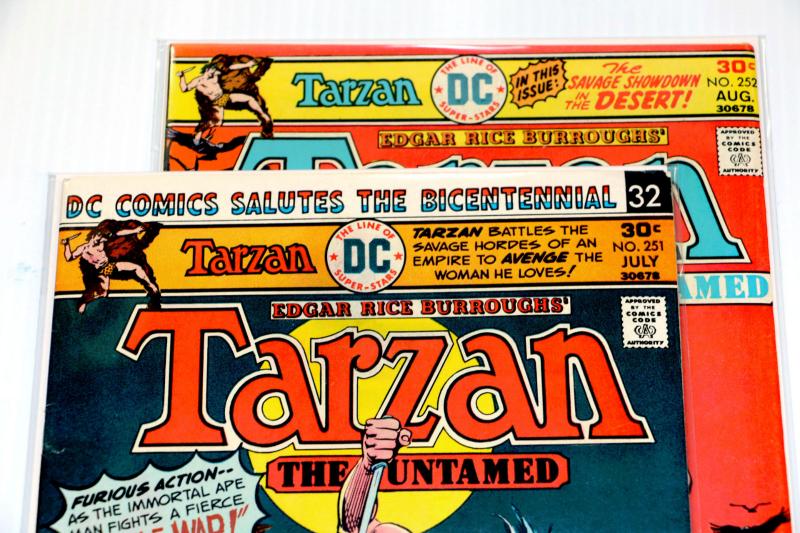 Tarzan
THE LINE OF
DC
SUPER-STARS
IN THIS
ISSUE:
The
SAVAGE SHOWDOWN
IN
THE DESERT!
30¢
NO. 252
AUG.
30678
EDGAR RICE BURROUGHS'
Tarzan
APPROVED
BY THE
COMICS
CODE
AUTHORITY
AMED
DC COMICS SALUTES THE BICENTENNIAL 32
Tarzan
THE LINE OF
DC
SUPER-STARS
TARZAN BATTLES THE
SAVAGE HORDES OF AN
EMPIRE TO AVENGE THE
WOMAN HE LOVES!
30¢
NO. 251
JULY
30678
EDGAR RICE BURROUGHS'
Tarzan
APPROVED
BY THE
COMICS
CODE
AUTHORITY
THE UNTAMED
FURIOUS ACTION--
AS THE IMMORTAL APE
MAN FIGHTS A FIERCE
WAR!"